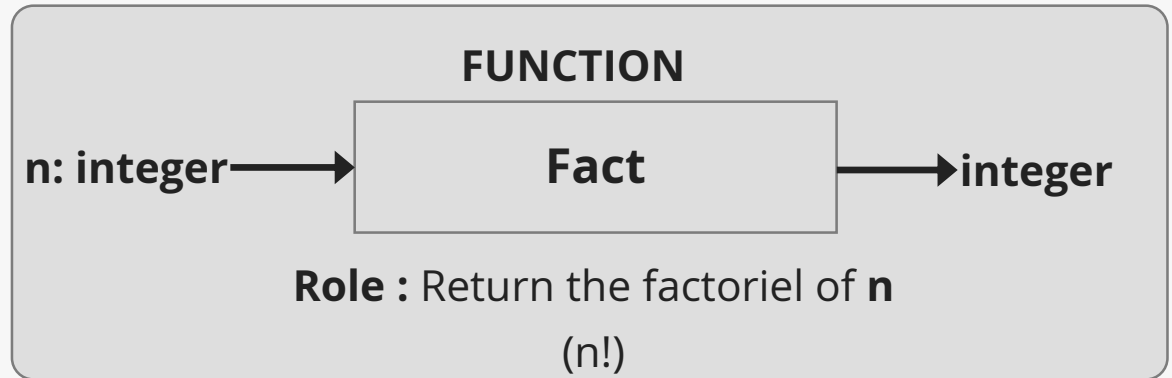 FUNCTION
n: integer
Fact
integer
Role : Return the factoriel of n
(n!)